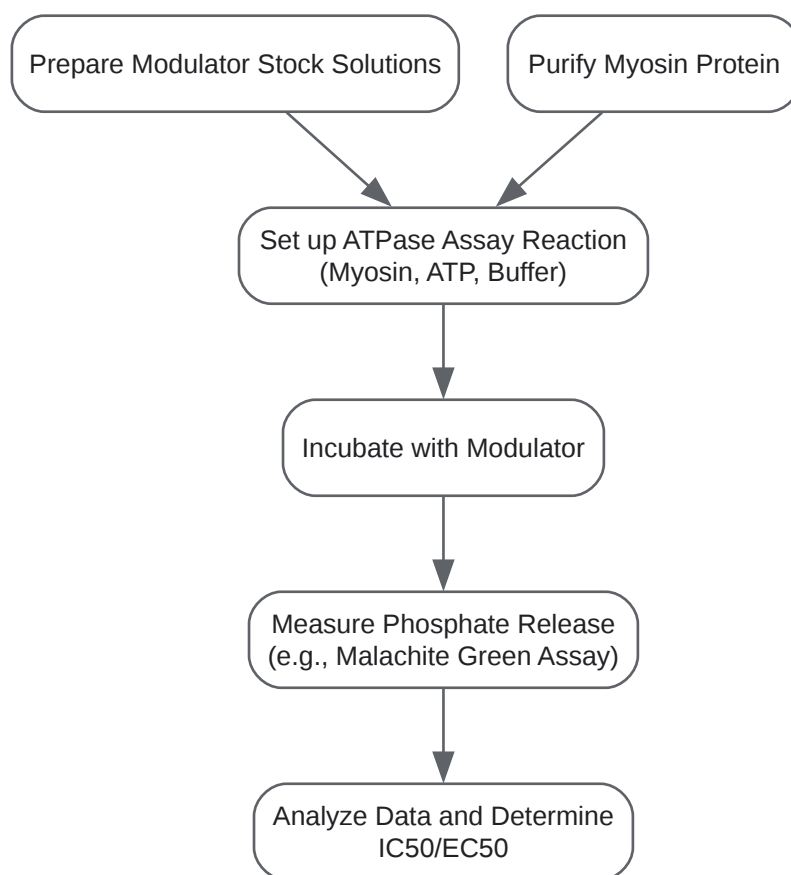 Prepare Modulator Stock Solutions
Purify Myosin Protein
Set up ATPase Assay Reaction
(Myosin, ATP, Buffer)
Incubate with Modulator
Measure Phosphate Release
(e.g., Malachite Green Assay)
Analyze Data and Determine
IC50/EC50